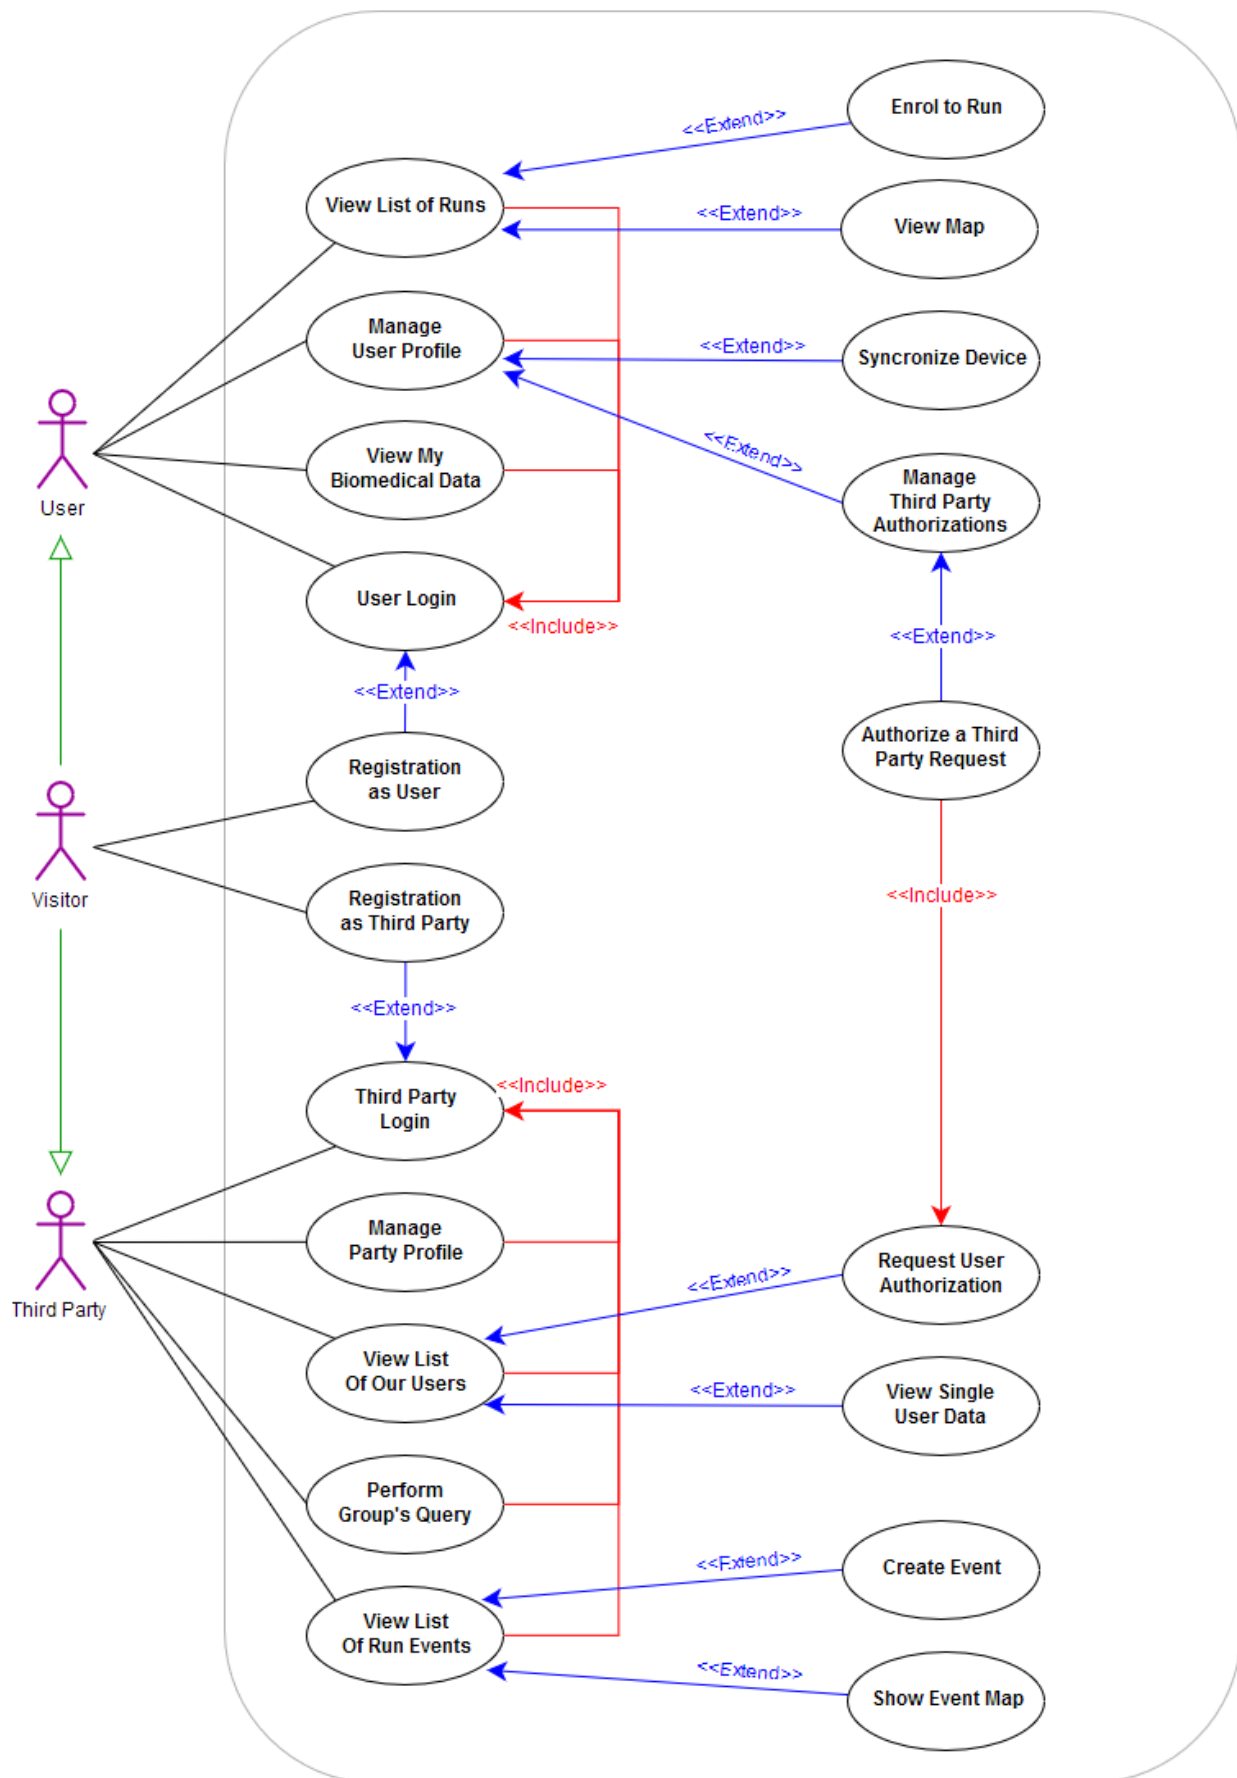 Enrol to Run
<<Extend>>
View List of Runs
<<Extend>>
View Map
Manage
User Profile
<<Extend>>
Syncronize Device
<<Extend>>
View My
Biomedical Data
Manage
Third Party
Authorizations
User
User Login
<<Include>>
<<Extend>>
<<Extend>>
Registration
as User
Authorize a Third
Party Request
Visitor
Registration
as Third Party
<<Include>>
<<Extend>>
Third Party
Login
<<Include>>
Manage
Party Profile
Third Party
Request User
Authorization
<<Extend>>
View List
Of Our Users
<<Extend>>
View Single
User Data
Perform
Group's Query
<<Extend>>
Create Event
View List
Of Run Events
<<Extend>>
Show Event Map